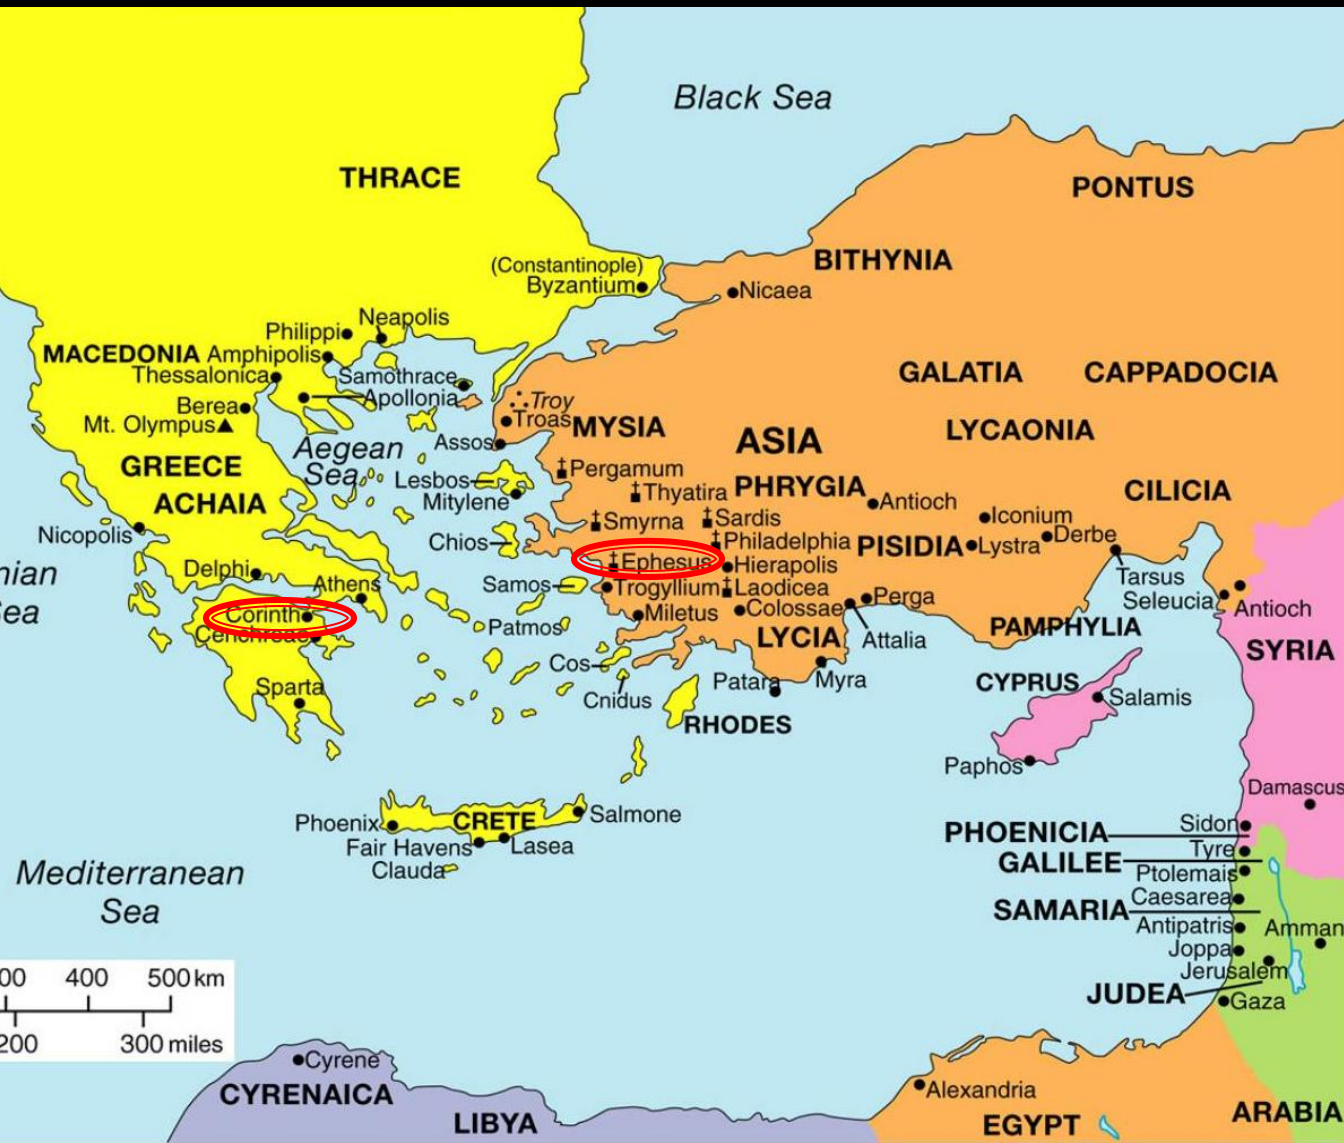 Black Sea
THRACE
PONTUS
BITHYNIA
(Constantinople)
Byzantium
Nicaea
Neapolis
Philippi
MACEDONIA
Amphipolis
Thessalonica
Samothrace
Apollonia
GALATIA
CAPPADOCIA
Berea
Mt. Olympus
Troy
Troas
MYSIA
ASIA
LYCAONIA
Aegean
Sea
Assos
GREECE
ACHAIA
Lesbos
Mitylene
Pergamum
Thyatira
PHRYGIA
Antioch
CILICIA
Smyrna
Sardis
Iconium
Nicopolis
Chios
Philadelphia
PISIDIA
Lystra
Derbe
Ephesus
Hierapolis
nian
ea
Delphi
Athens
Samos
Trogyllium
Laodicea
Tarsus
Seleucia
Antioch
Corinth
Cenchreae
Patmos
Miletus
Colossae
Perga
Attalia
PAMPHYLIA
LYCIA
SYRIA
Cos
Cnidus
Patara
Myra
Sparta
RHODES
CYPRUS
Salamis
Paphos
Damascus
Phoenix
CRETE
Salmone
Fair Havens
Lasea
Clauda
PHOENICIA
Sidon
Tyre
GALILEE
Ptolemais
Mediterranean
Sea
SAMARIA
Caesarea
Antipatris
Amman
Joppa
Jerusalem
JUDEA
Gaza
00 400 500 km
200 300 miles
Cyrene
CYRENAICA
LIBYA
Alexandria
EGYPT
ARABIA